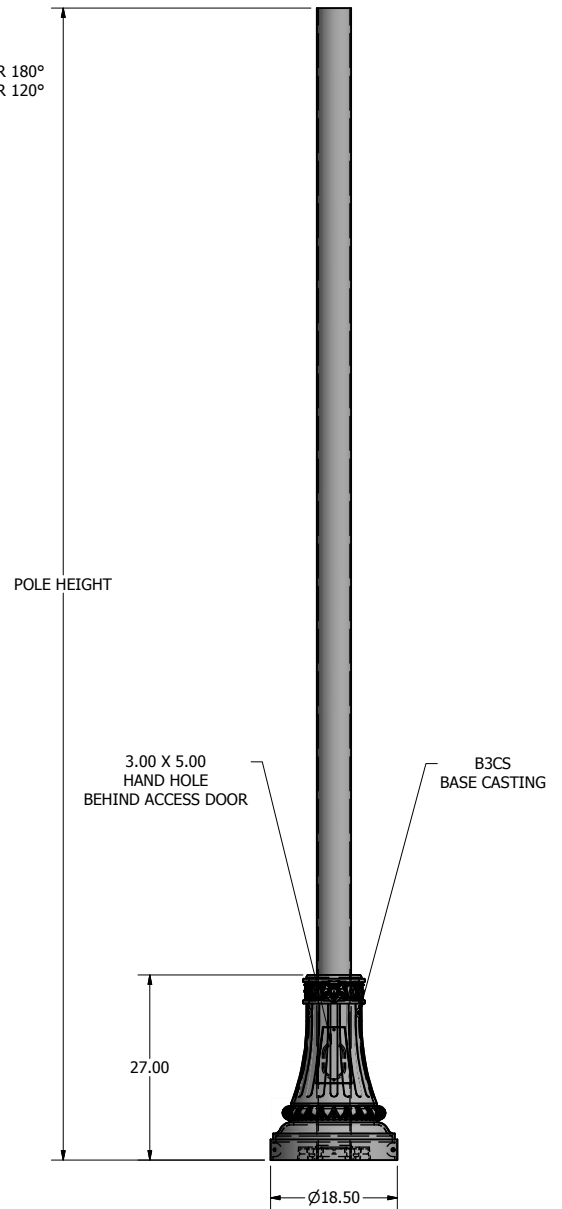 R 180°
R 120°
POLE HEIGHT
3.00 X 5.00
HAND HOLE
BEHIND ACCESS DOOR
B3CS
BASE CASTING
27.00
Ø18.50